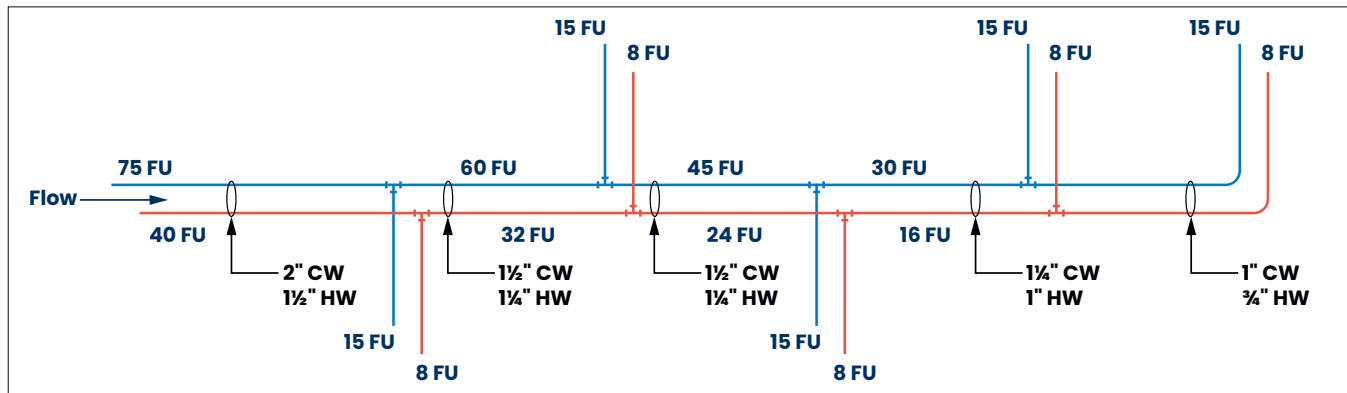 15 FU
8 FU
15 FU
8 FU
15 FU
8 FU
75 FU
60 FU
45 FU
30 FU
Flow
40 FU
32 FU
24 FU
16 FU
2" CW
1½" HW
1½" CW
1¼" HW
1½" CW
1¼" HW
1¼" CW
1" HW
1" CW
¾" HW
15 FU
8 FU
15 FU
8 FU